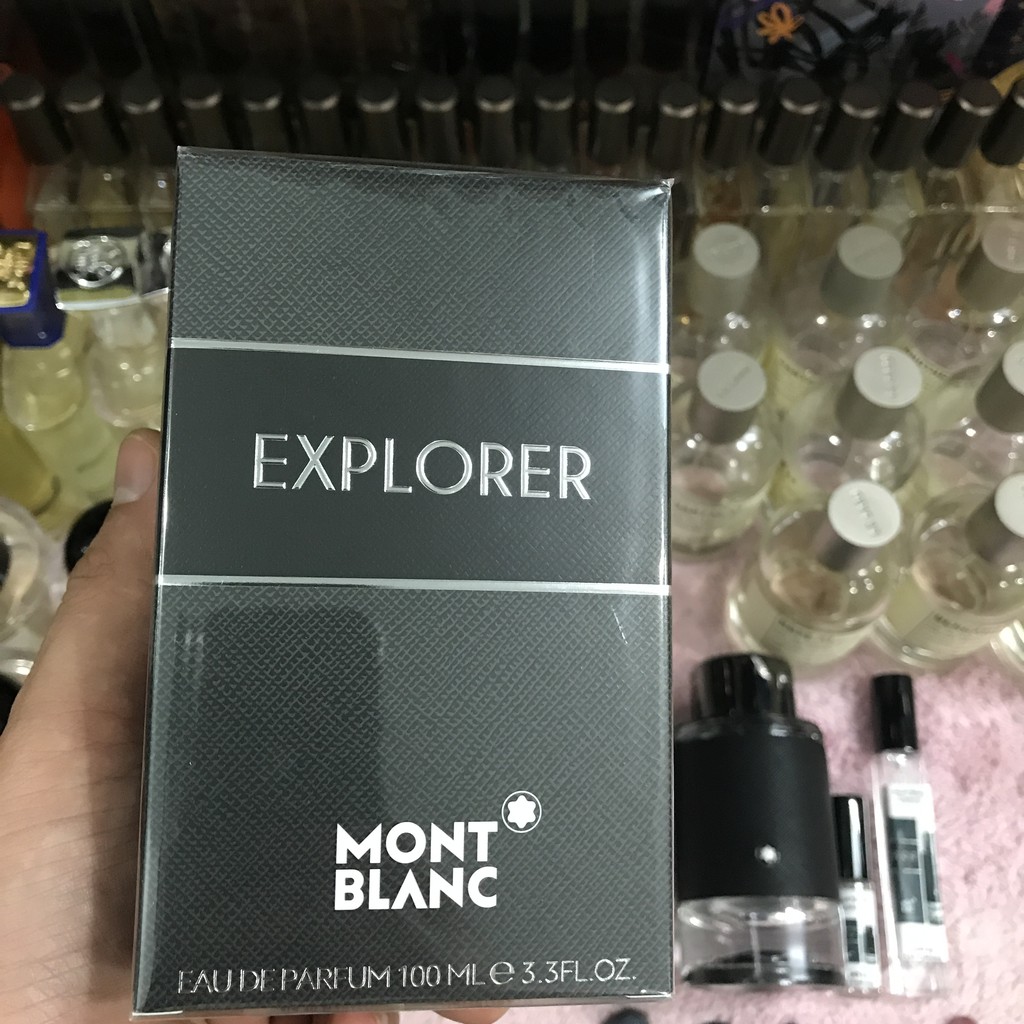 EXPLORER
MONT
BLANC
EAU DE PARFUM 100 ML e 3.3FL.OZ.